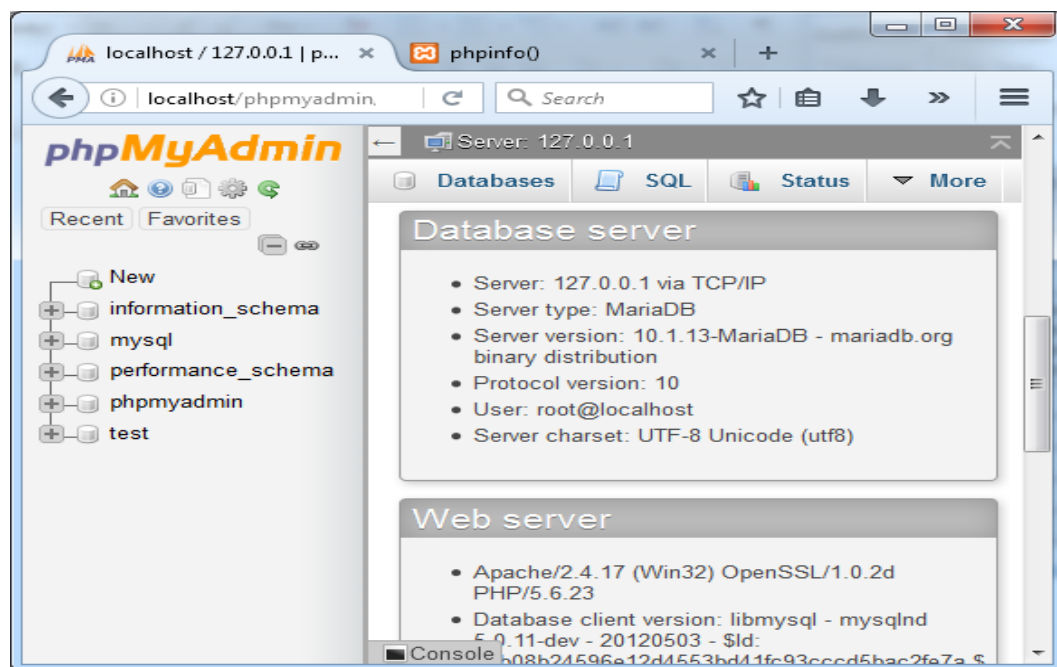 localhost / 127.0.0.1 | p...
phpinfo()
localhost/phpmyadmin
Search
phpMyAdmin
Recent
Favorites
New
information_schema
mysql
performance_schema
phpmyadmin
test
Server: 127.0.0.1
Databases
SQL
Status
More
Database server
Server: 127.0.0.1 via TCP/IP
Server type: MariaDB
Server version: 10.1.13-MariaDB - mariadb.org
binary distribution
Protocol version: 10
User: root@localhost
Server charset: UTF-8 Unicode (utf8)
Web server
Apache/2.4.17 (Win32) OpenSSL/1.0.2d
PHP/5.6.23
Database client version: libmysql - mysqlnd
5.0.11-dev - 20120503 - $Id:
Console